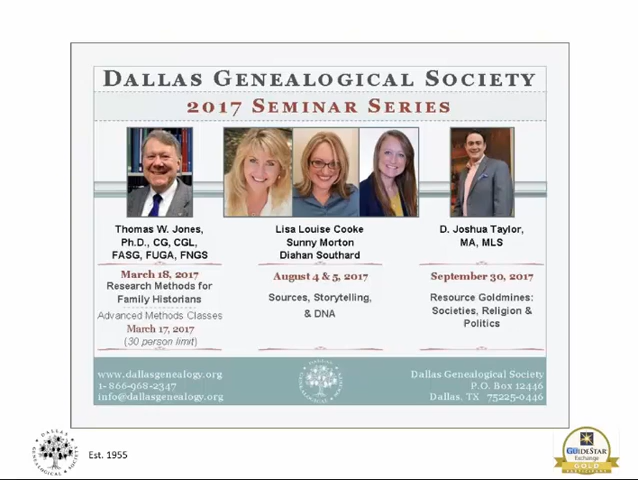 DALLAS GENEALOGICAL SOCIETY
2017 SEMINAR SERIES
Thomas W. Jones,
Ph.D., CG, CGL,
FASG, FUGA, FNGS
March 18, 2017
Research Methods for
Family Historians
Advanced Methods Classes
March 17, 2017
(30 person limit)
Lisa Louise Cooke
Sunny Morton
Diahan Southard
August 4 & 5, 2017
Sources, Storytelling,
& DNA
D. Joshua Taylor,
MA, MLS
September 30, 2017
Resource Goldmines:
Societies, Religion &
Politics
www.dallasgenealogy.org
1-866-968-2347
info@dallasgenealogy.org
Dallas Genealogical Society
P.O. Box 12446
Dallas, TX 75225-0446
DALLAS
GENEALOGICAL SOCIETY
Est. 1955
GUIDESTAR
Exchange
GOLD